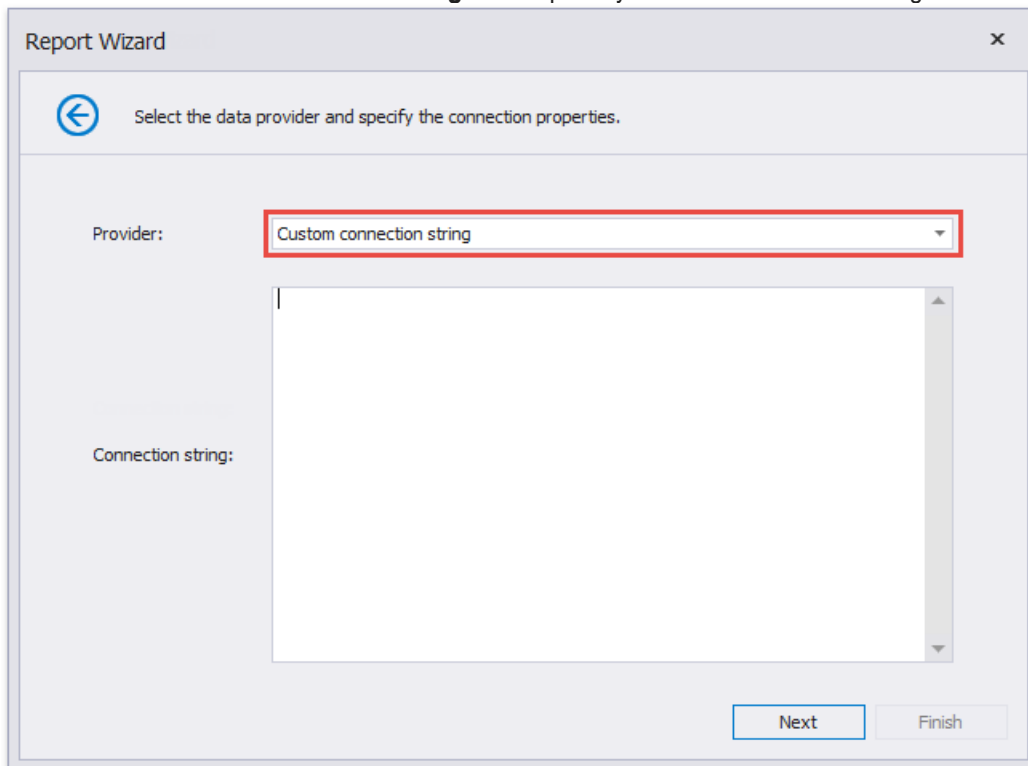 Report Wizard
Select the data provider and specify the connection properties.
Provider:
Custom connection string
Connection string:
Next
Finish